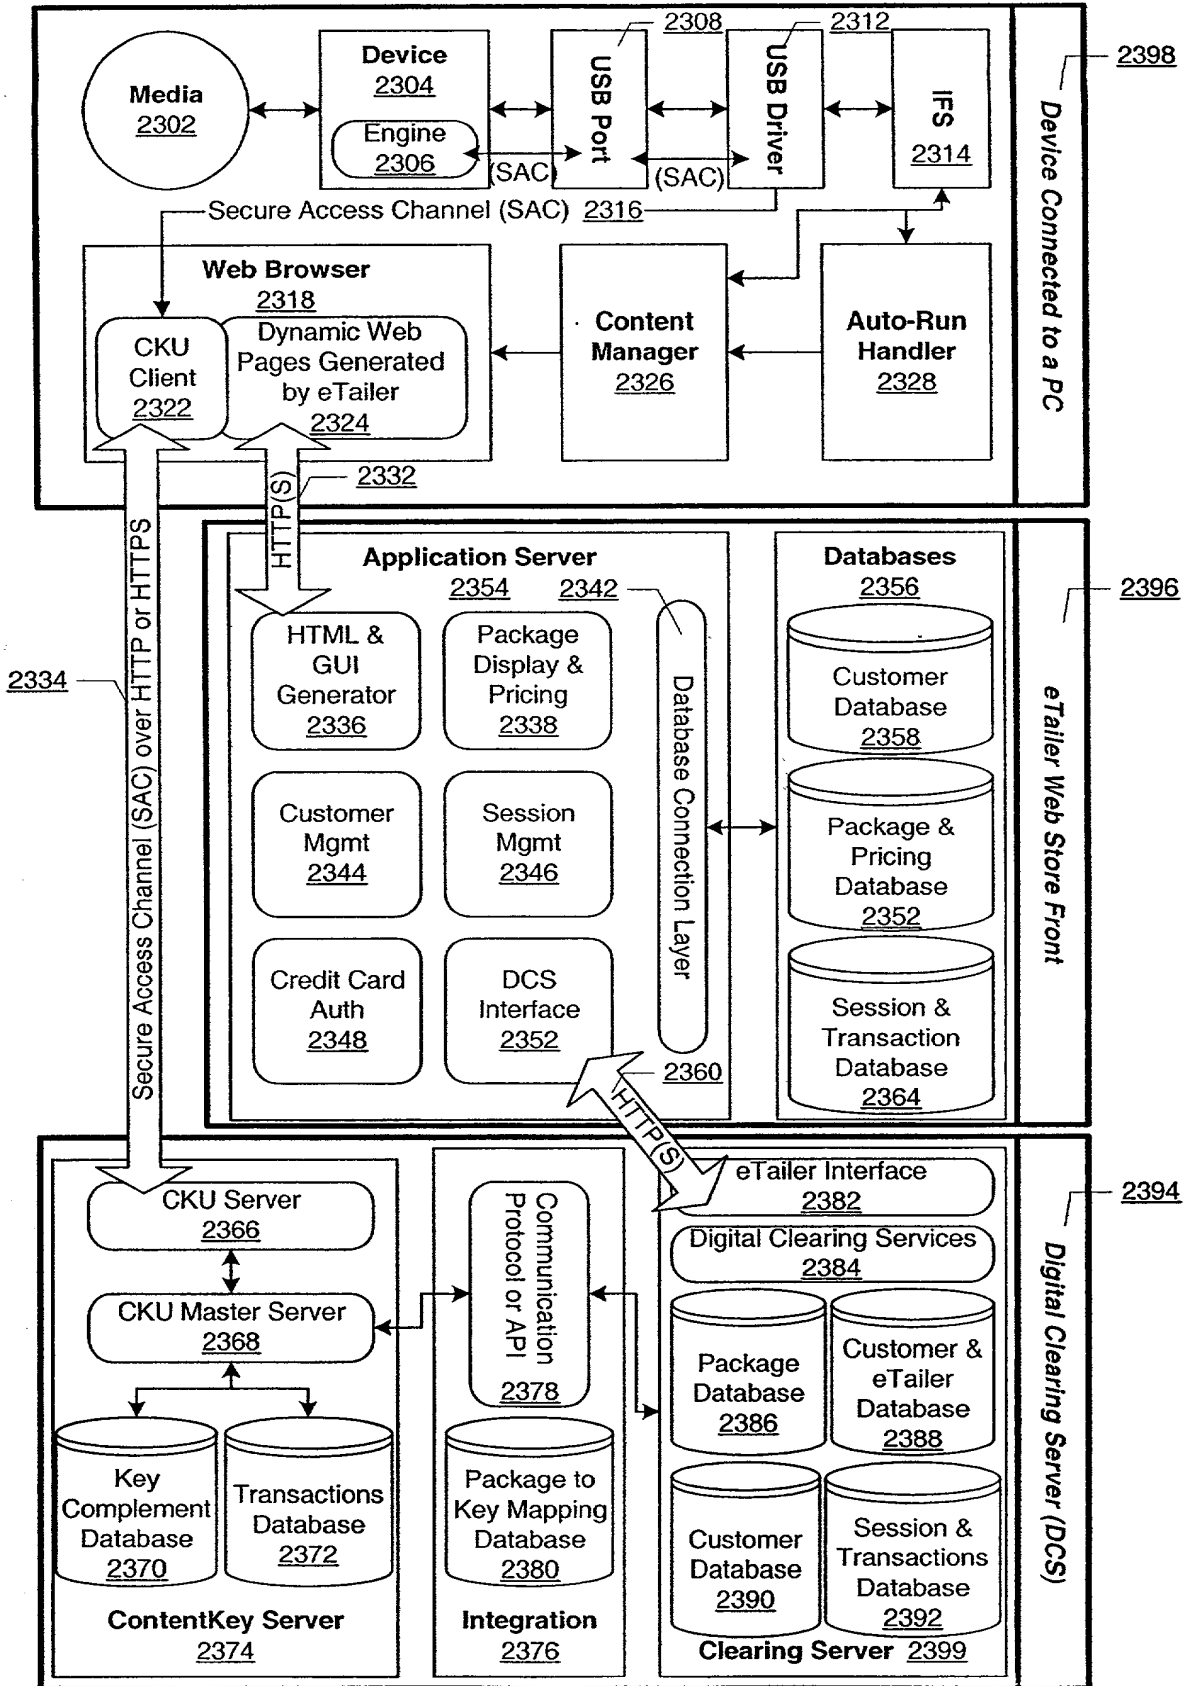 2308
2312
2398
Media
2302
Device
2304
Engine
2306
USB Port
USB Driver
IFS
2314
(SAC)
(SAC)
Secure Access Channel (SAC) 2316
Device Connected to a PC
Web Browser
2318
CKU
Client
2322
Dynamic Web
Pages Generated
by eTailer
2324
Content
Manager
2326
Auto-Run
Handler
2328
2332
HTTP(S)
2334
Secure Access Channel (SAC) over HTTP or HTTPS
Application Server
2354
2342
Databases
2356
2396
HTML &
GUI
Generator
2336
Package
Display &
Pricing
2338
Database Connection Layer
Customer
Database
2358
Customer
Mgmt
2344
Session
Mgmt
2346
Package &
Pricing
Database
2352
eTailer Web Store Front
Credit Card
Auth
2348
DCS
Interface
2352
Session &
Transaction
Database
2364
2360
HTTP(S)
CKU Server
2366
CKU Master Server
2368
Communication
Protocol or API
2378
eTailer Interface
2382
Digital Clearing Services
2384
2394
Package
Database
2386
Customer &
eTailer
Database
2388
Digital Clearing Server (DCS)
Key
Complement
Database
2370
Transactions
Database
2372
Package to
Key Mapping
Database
2380
Customer
Database
2390
Session &
Transactions
Database
2392
ContentKey Server
2374
Integration
2376
Clearing Server 2399